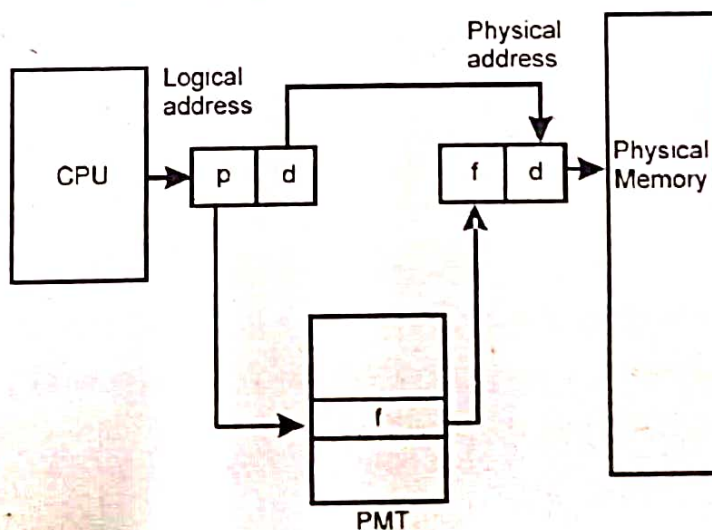 Physical
address
Logical
address
CPU
p d
f d
Physical
Memory
f
PMT